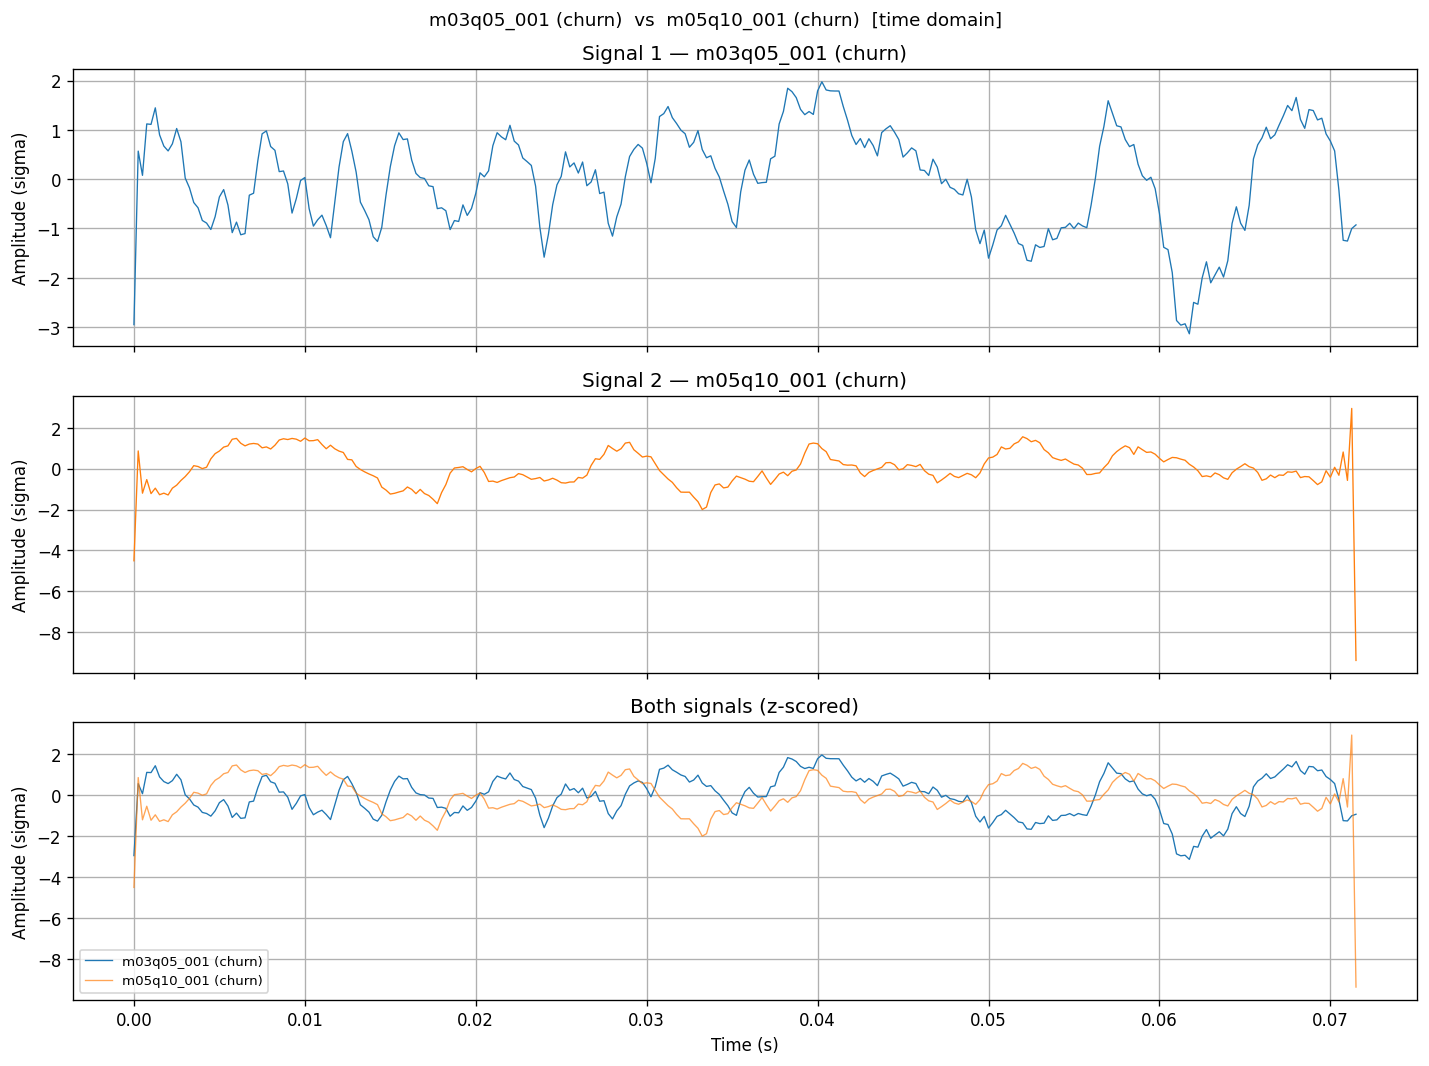 m03q05_001 (churn)  vs  m05q10_001 (churn)  [time domain]
Signal 1 — m03q05_001 (churn)
Amplitude (sigma)
2
1
0
−1
−2
−3
Signal 2 — m05q10_001 (churn)
Amplitude (sigma)
2
0
−2
−4
−6
−8
Both signals (z-scored)
Amplitude (sigma)
2
0
−2
−4
−6
−8
m03q05_001 (churn)
m05q10_001 (churn)
0.00 0.01 0.02 0.03 0.04 0.05 0.06 0.07
Time (s)